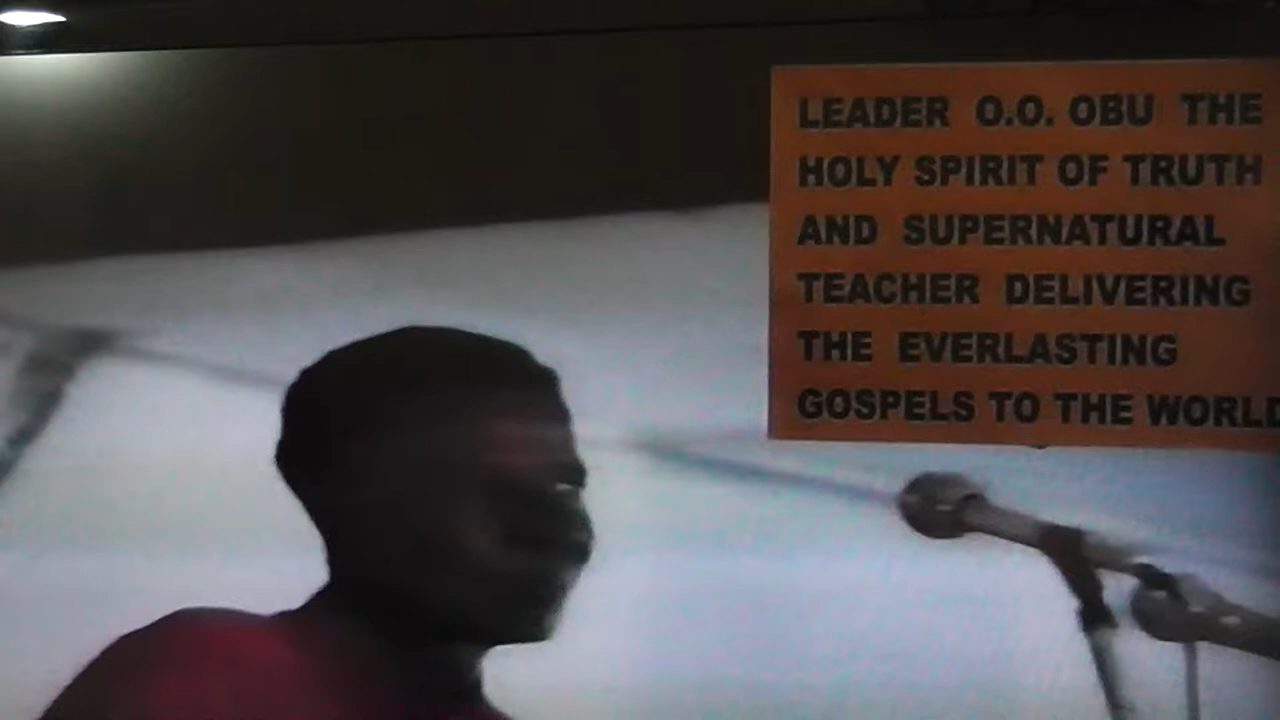 LEADER O.O. OBU THE
HOLY SPIRIT OF TRUTH
AND SUPERNATURAL
TEACHER DELIVERING
THE EVERLASTING
GOSPELS TO THE WORLD